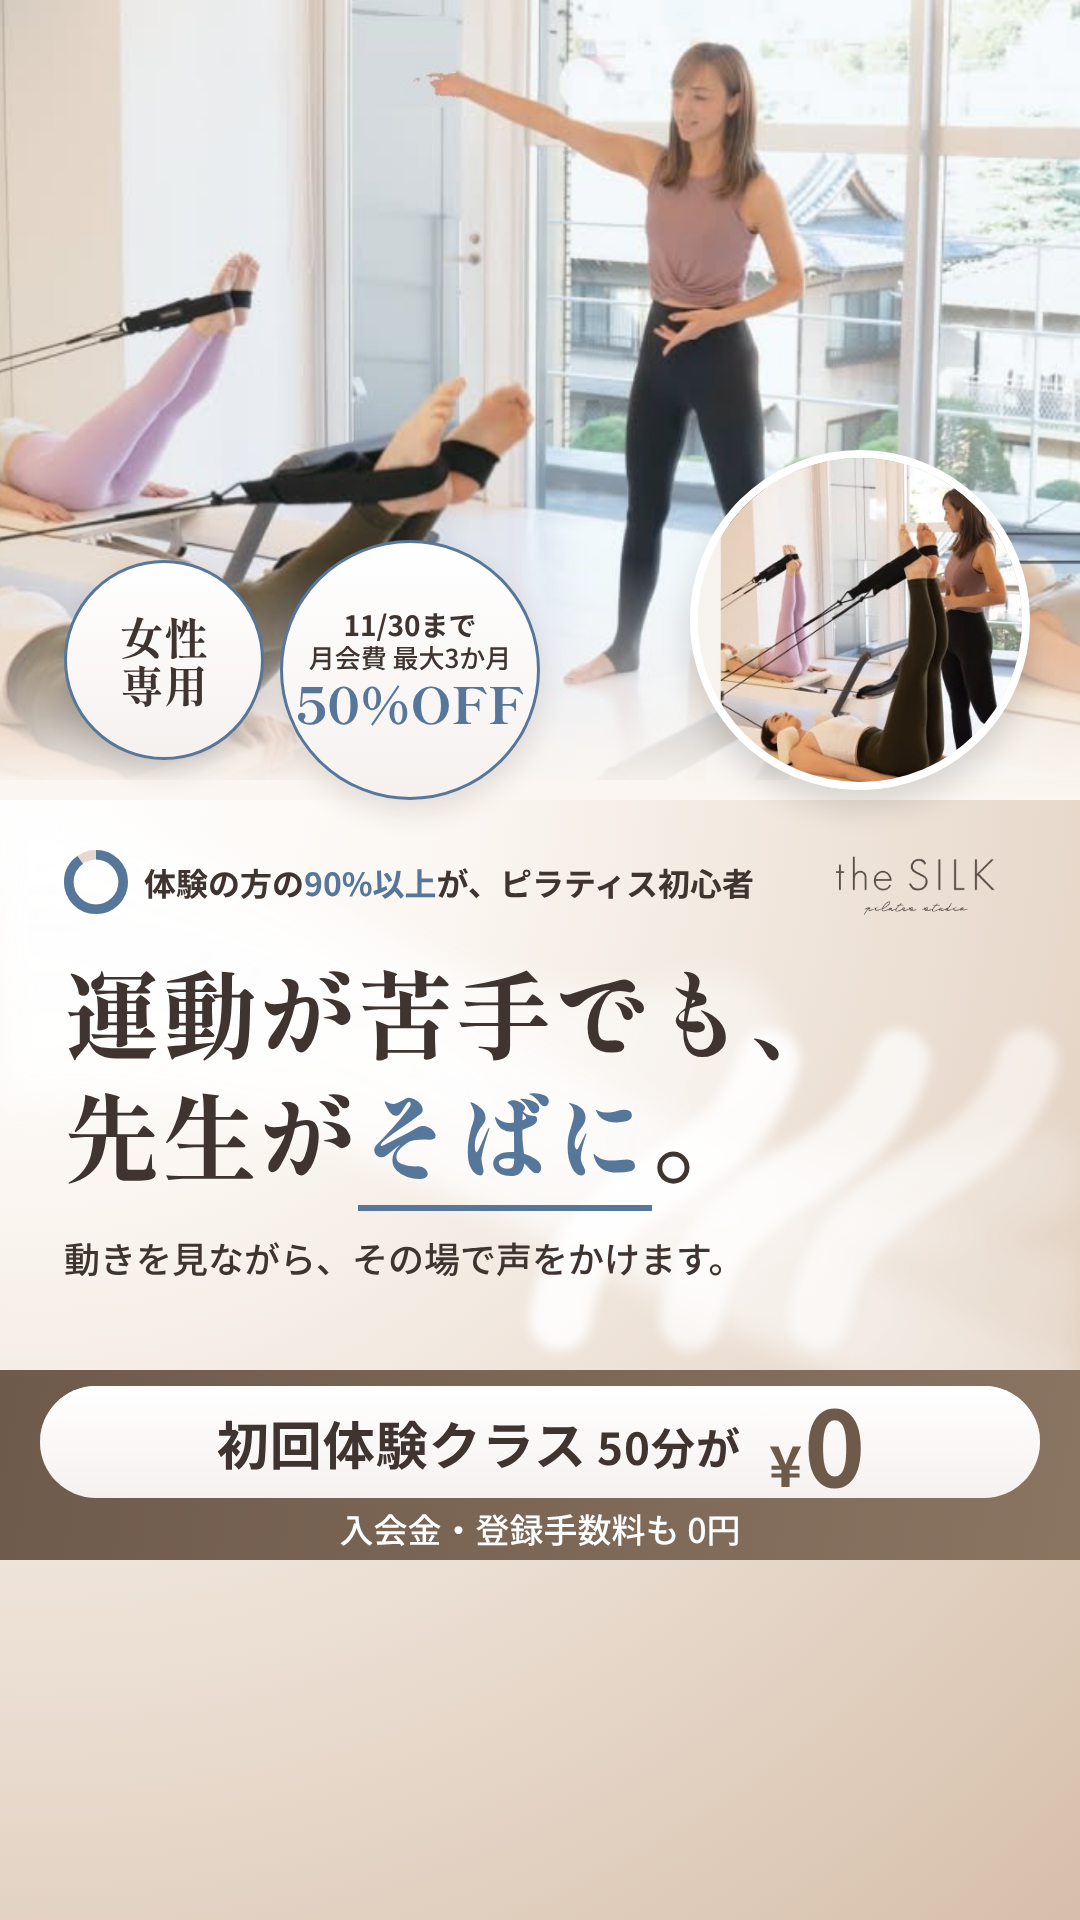 女性
専用
11/30まで
月会費 最大3か月
50%OFF
体験の方の90%以上が、ピラティス初心者
the SILK
pilates studio
運動が苦手でも、
先生がそばに。
動きを見ながら、その場で声をかけます。
初回体験クラス 50分が ¥0
入会金・登録手数料も 0円